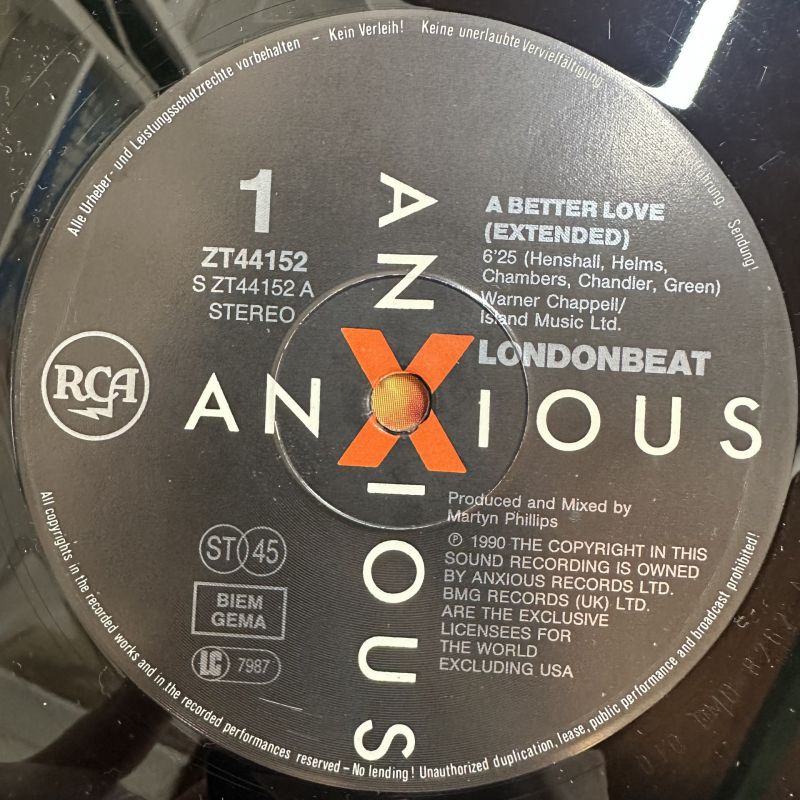 Alle Urheber- und Leistungsschutzrechte vorbehalten – Kein Verleih! Keine unerlaubte Vervielfältigung, Sendung!
1
ZT44152
S ZT44152 A
STEREO
A BETTER LOVE
(EXTENDED)
6'25 (Henshall, Helms,
Chambers, Chandler, Green)
Warner Chappell/
Island Music Ltd.
LONDONBEAT
RCA
ANXIOUS
ANXIOUS
Produced and Mixed by
Martyn Phillips
℗ 1990 THE COPYRIGHT IN THIS
SOUND RECORDING IS OWNED
BY ANXIOUS RECORDS LTD.
BMG RECORDS (UK) LTD.
ARE THE EXCLUSIVE
LICENSEES FOR
THE WORLD
EXCLUDING USA
ST 45
BIEM
GEMA
LC 7987
All copyrights in the recorded works and in the recorded performances reserved – No lending! Unauthorized duplication, lease, public performance and broadcast prohibited!